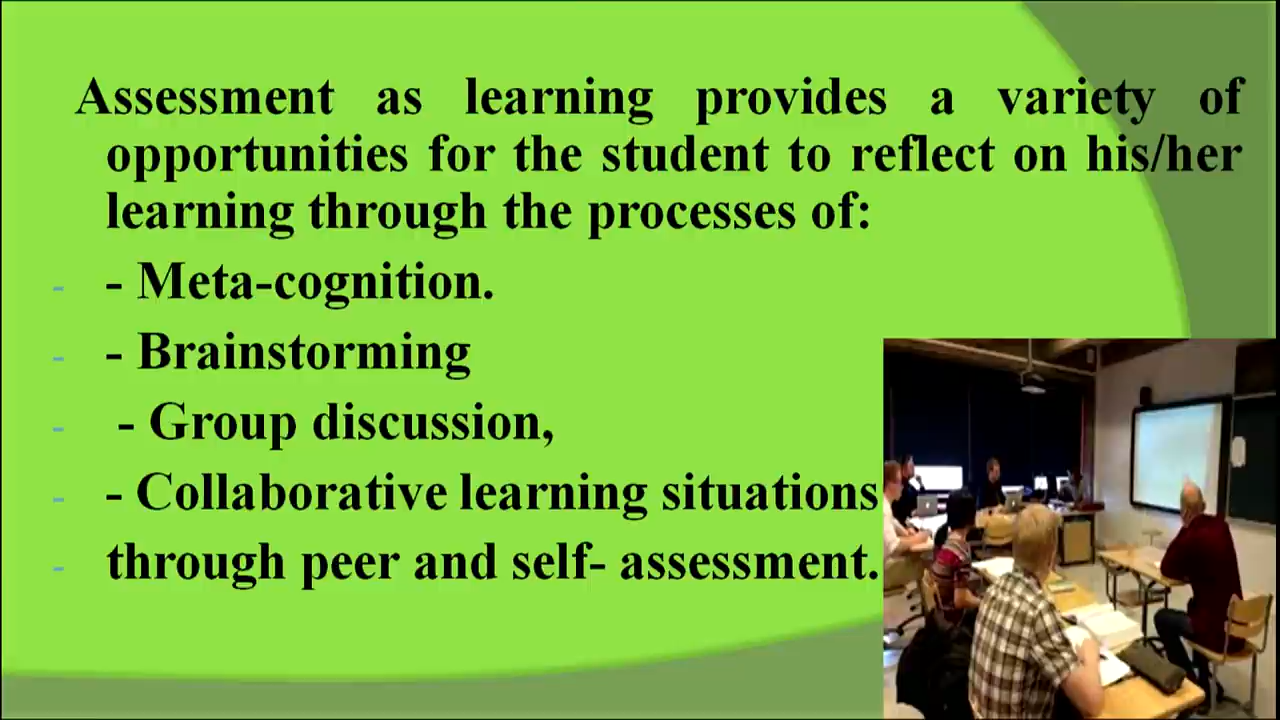 Assessment as learning provides a variety of
opportunities for the student to reflect on his/her
learning through the processes of:
- - Meta-cognition.
- - Brainstorming
- - Group discussion,
- - Collaborative learning situations
- through peer and self- assessment.